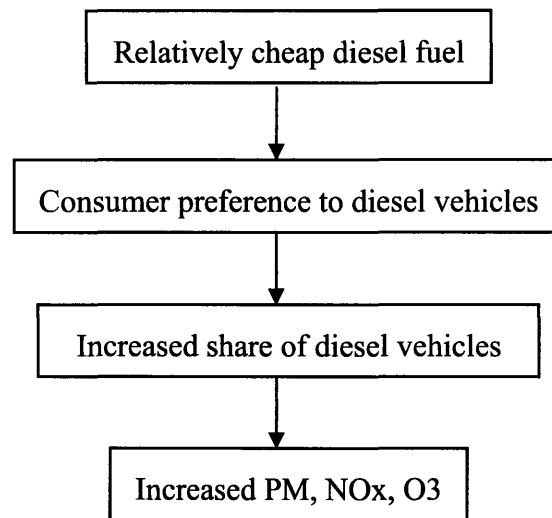 Relatively cheap diesel fuel
Consumer preference to diesel vehicles
Increased share of diesel vehicles
Increased PM, NOx, O3